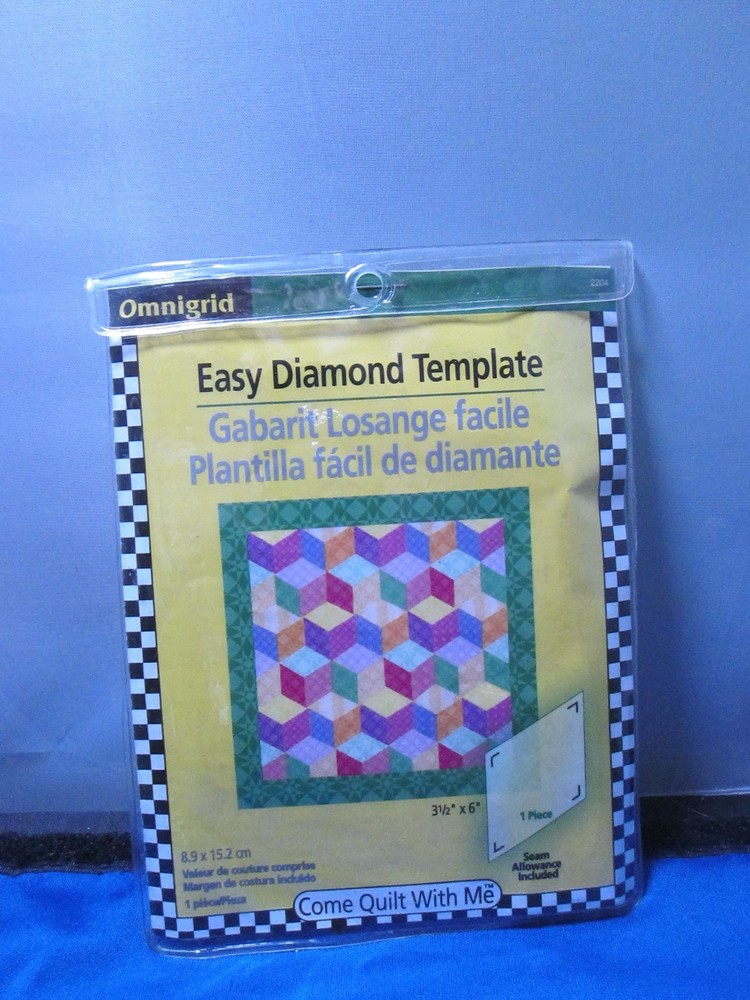 Omnigrid
2204
Easy Diamond Template
Gabarit Losange facile
Plantilla fácil de diamante
3½" x 6"
1 Piece
Seam
Allowance
Included
8.9 x 15.2 cm
Valeur de couture comprise
Margen de costura incluido
1 pièce/Pieza
Come Quilt With Me™